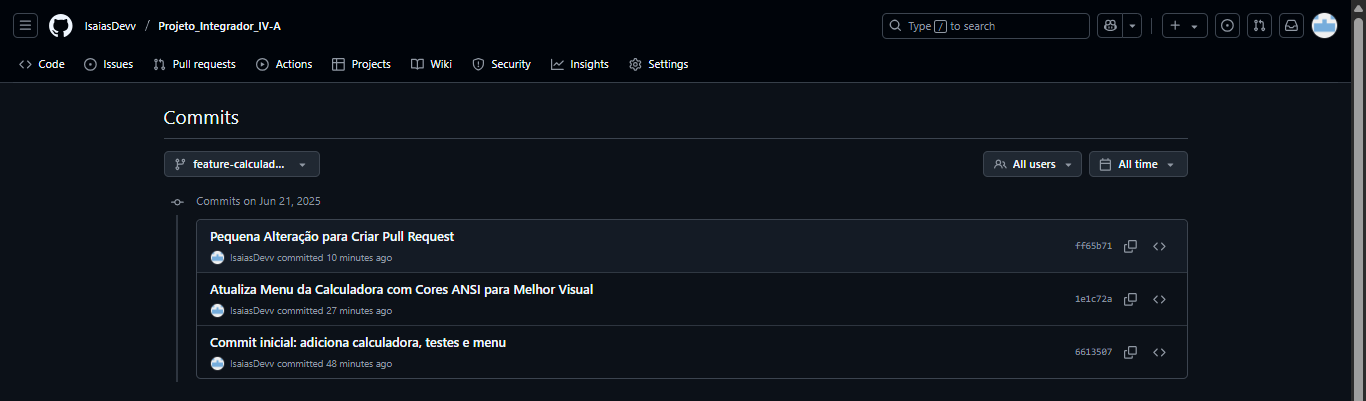 IsaiasDevv / Projeto_Integrador_IV-A
Type / to search
Code Issues Pull requests Actions Projects Wiki Security Insights Settings
Commits
feature-calculad... All users All time
Commits on Jun 21, 2025
Pequena Alteração para Criar Pull Request
IsaiasDevv committed 10 minutes ago
ff65b71
Atualiza Menu da Calculadora com Cores ANSI para Melhor Visual
IsaiasDevv committed 27 minutes ago
1e1c72a
Commit inicial: adiciona calculadora, testes e menu
IsaiasDevv committed 48 minutes ago
6613507